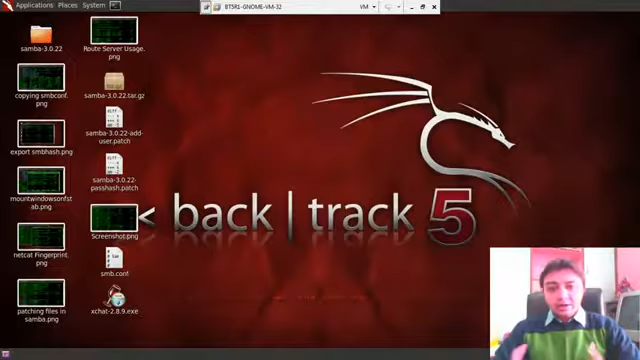 Applications Places System
BT5R1-GNOME-VM-32
VM
samba-3.0.22
Route Server Usage.
png
copying smbconf.
png
samba-3.0.22.tar.gz
export smbhash.png
samba-3.0.22-add-
user.patch
mountwindowsonfst
ab.png
samba-3.0.22-
passhash.patch
netcat Fingerprint.
png
Screenshot.png
patching files in
samba.png
smb.conf
xchat-2.8.9.exe
< back | track 5